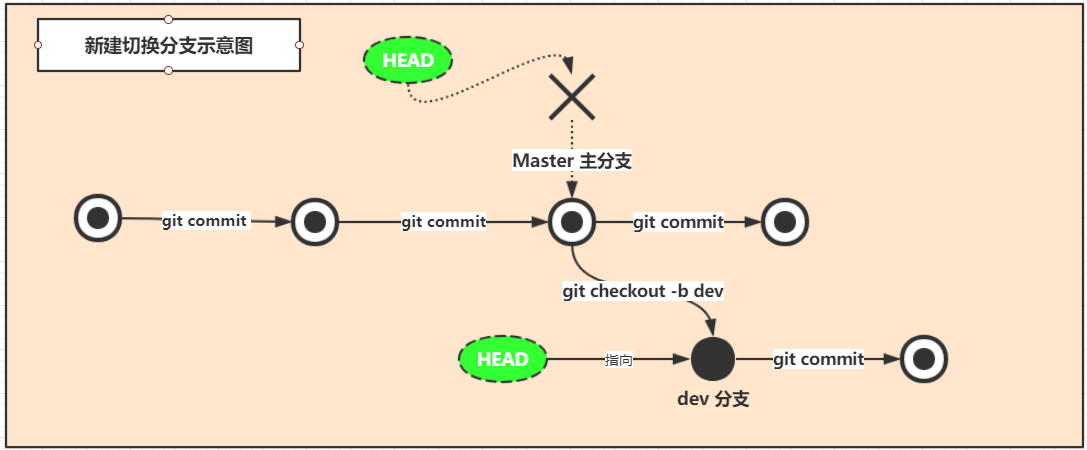 新建切换分支示意图
HEAD
Master 主分支
git commit
git commit
git commit
git checkout -b dev
HEAD
指向
git commit
dev 分支